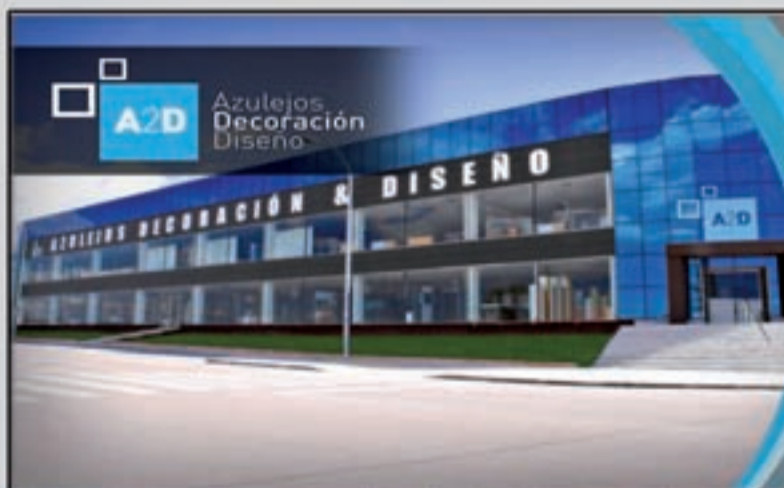 A2D
Azulejos
Decoración
Diseño
AZULEJOS DECORACIÓN & DISEÑO
A2D